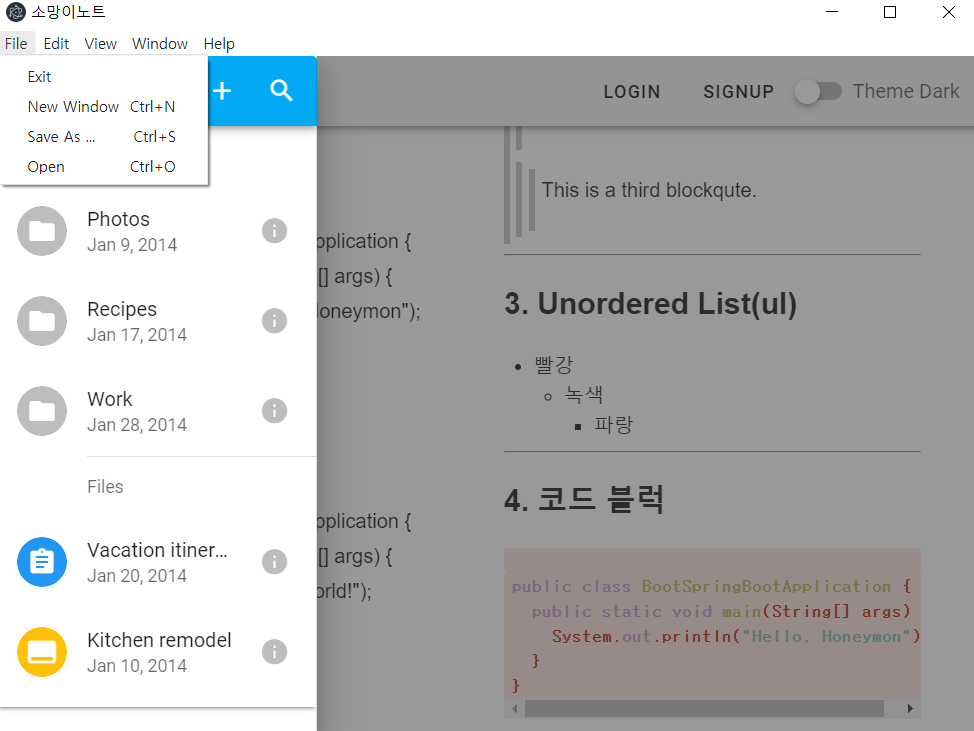 소망이노트
File Edit View Window Help
Exit
New Window Ctrl+N
Save As ... Ctrl+S
Open Ctrl+O
LOGIN SIGNUP Theme Dark
Photos
Jan 9, 2014
Recipes
Jan 17, 2014
Work
Jan 28, 2014
Files
Vacation itiner...
Jan 20, 2014
Kitchen remodel
Jan 10, 2014
pplication {
[] args) {
Honeymon");
pplication {
[] args) {
orld!");
This is a third blockqute.
3. Unordered List(ul)
빨강
녹색
파랑
4. 코드 블럭
public class BootSpringBootApplication {
public static void main(String[] args)
System.out.println("Hello, Honeymon")
}
}